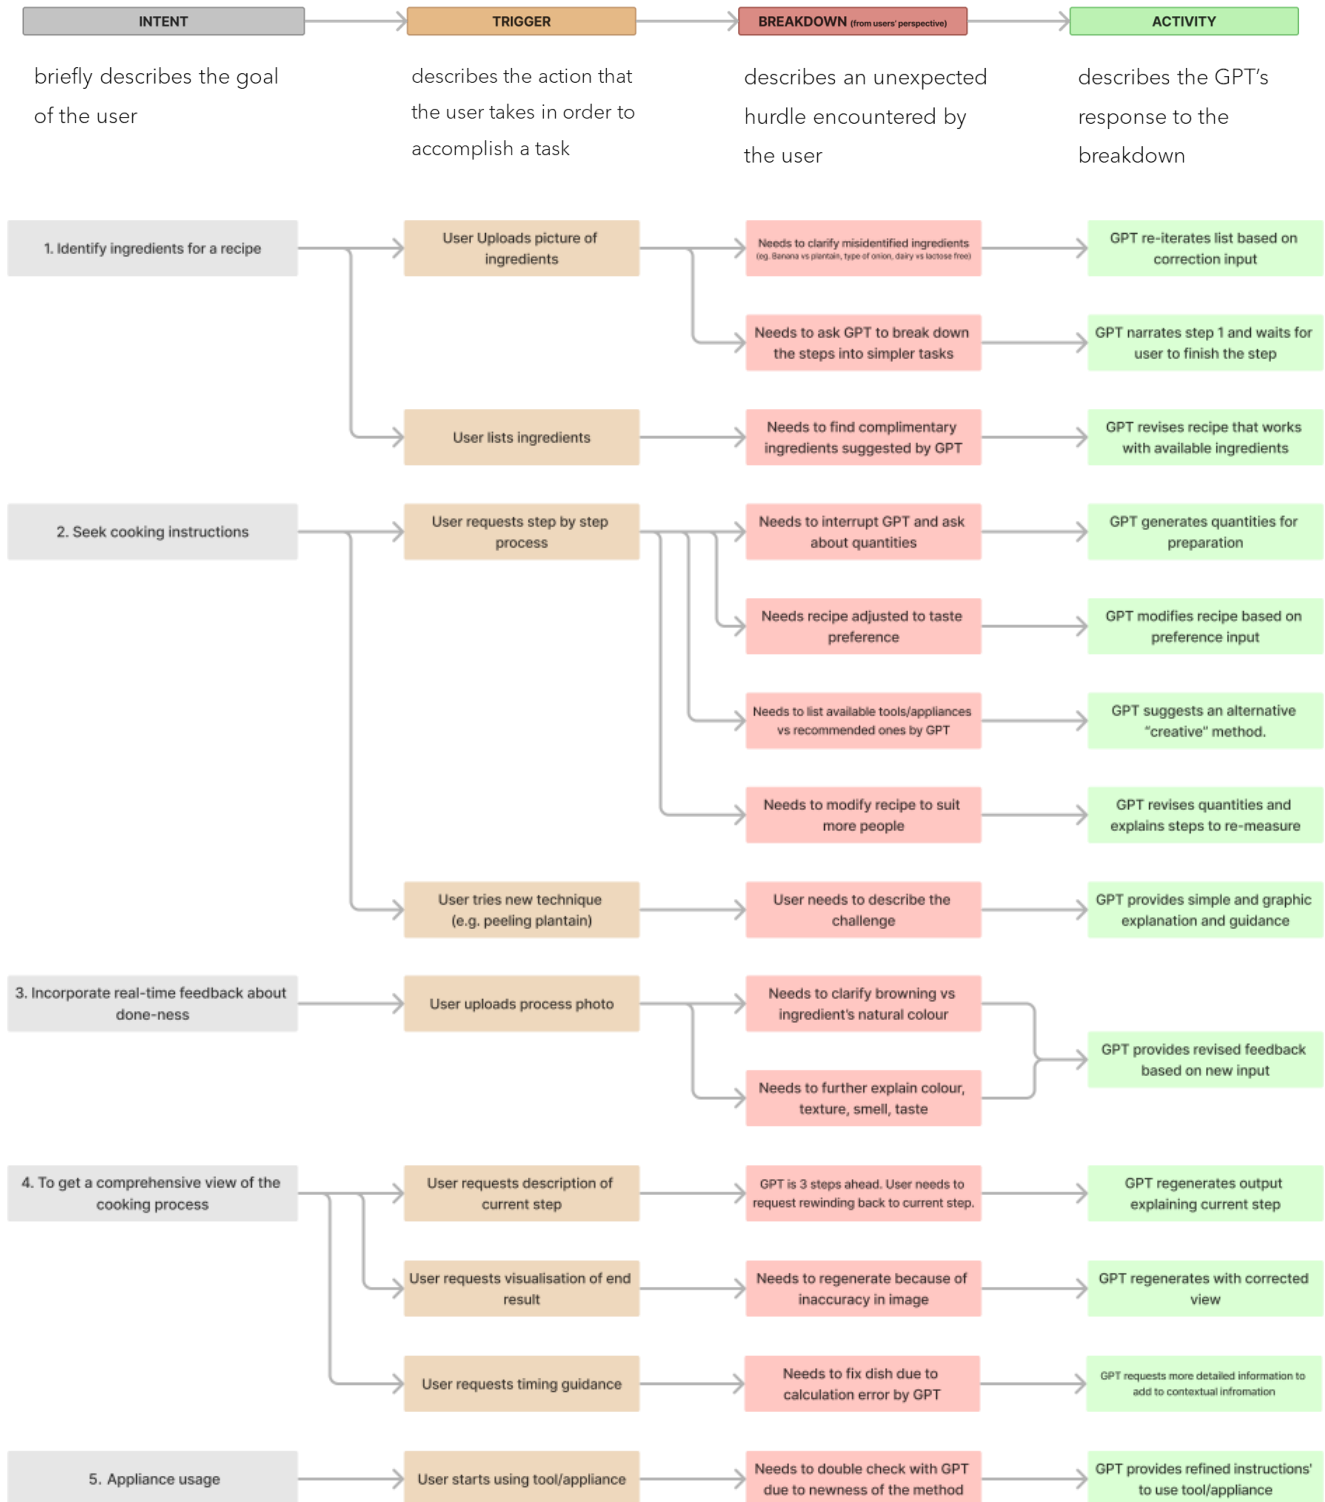 INTENT
TRIGGER
BREAKDOWN (from users' perspective)
ACTIVITY
briefly describes the goal
of the user
describes the action that
the user takes in order to
accomplish a task
describes an unexpected
hurdle encountered by
the user
describes the GPT's
response to the
breakdown
1. Identify ingredients for a recipe
User Uploads picture of
ingredients
Needs to clarify misidentified ingredients
(eg. Banana vs plantain, type of onion, dairy vs lactose free)
GPT re-iterates list based on
correction input
Needs to ask GPT to break down
the steps into simpler tasks
GPT narrates step 1 and waits for
user to finish the step
User lists ingredients
Needs to find complimentary
ingredients suggested by GPT
GPT revises recipe that works
with available ingredients
2. Seek cooking instructions
User requests step by step
process
Needs to interrupt GPT and ask
about quantities
GPT generates quantities for
preparation
Needs recipe adjusted to taste
preference
GPT modifies recipe based on
preference input
Needs to list available tools/appliances
vs recommended ones by GPT
GPT suggests an alternative
"creative" method.
Needs to modify recipe to suit
more people
GPT revises quantities and
explains steps to re-measure
User tries new technique
(e.g. peeling plantain)
User needs to describe the
challenge
GPT provides simple and graphic
explanation and guidance
3. Incorporate real-time feedback about
done-ness
User uploads process photo
Needs to clarify browning vs
ingredient's natural colour
Needs to further explain colour,
texture, smell, taste
GPT provides revised feedback
based on new input
4. To get a comprehensive view of the
cooking process
User requests description of
current step
GPT is 3 steps ahead. User needs to
request rewinding back to current step.
GPT regenerates output
explaining current step
User requests visualisation of end
result
Needs to regenerate because of
inaccuracy in image
GPT regenerates with corrected
view
User requests timing guidance
Needs to fix dish due to
calculation error by GPT
GPT requests more detailed information to
add to contextual infromation
5. Appliance usage
User starts using tool/appliance
Needs to double check with GPT
due to newness of the method
GPT provides refined instructions'
to use tool/appliance